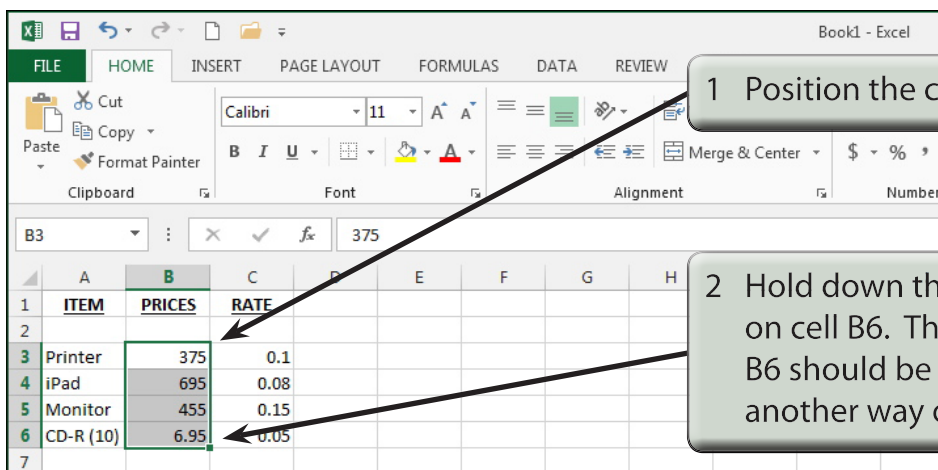 Book1 - Excel
FILE HOME INSERT PAGE LAYOUT FORMULAS DATA REVIEW
Cut
Copy
Format Painter
Paste
Calibri 11 A A
B I U A
Merge & Center $ % ,
Clipboard Font Alignment Number
B3 fx 375
A B C D E F G H
1 ITEM PRICES RATE
2
3 Printer 375 0.1
4 iPad 695 0.08
5 Monitor 455 0.15
6 CD-R (10) 6.95 0.05
7
1 Position the
2 Hold down
on cell B6.
B6 should be
another way